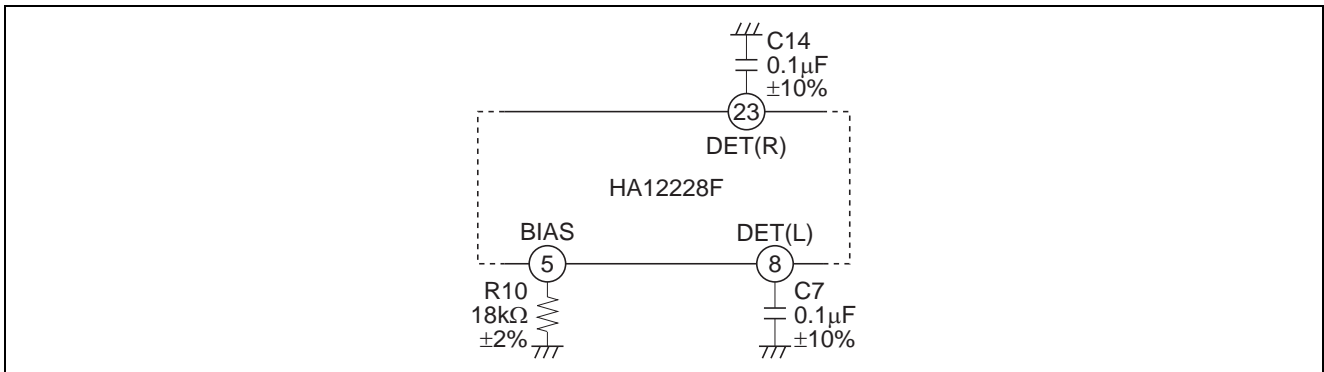 C14
0.1μF
±10%
23
DET(R)
HA12228F
BIAS
DET(L)
5
8
R10
18kΩ
±2%
C7
0.1μF
±10%